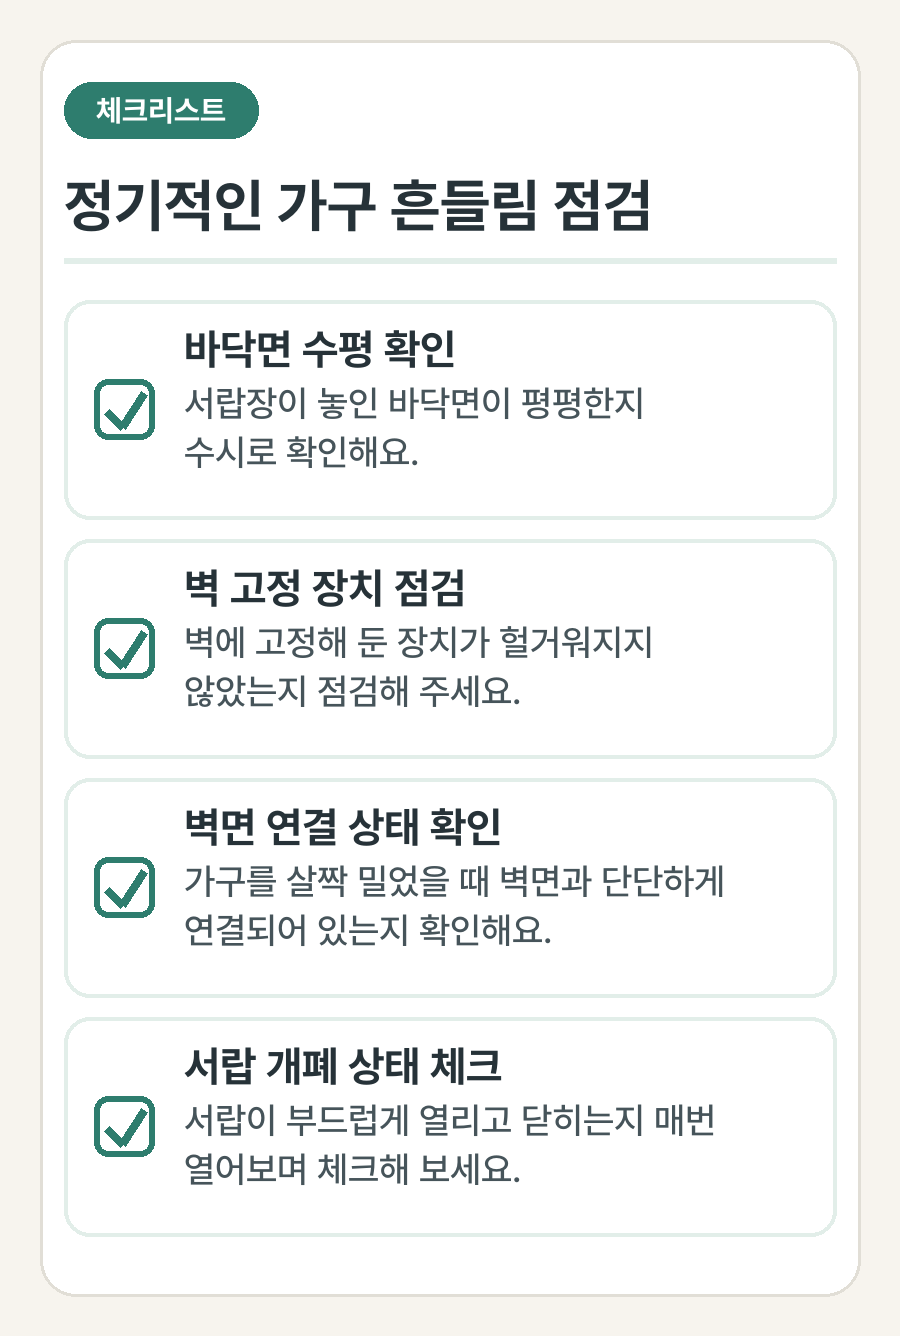 체크리스트
정기적인 가구 흔들림 점검
바닥면 수평 확인
서랍장이 놓인 바닥면이 평평한지
수시로 확인해요.
벽 고정 장치 점검
벽에 고정해 둔 장치가 헐거워지지
않았는지 점검해 주세요.
벽면 연결 상태 확인
가구를 살짝 밀었을 때 벽면과 단단하게
연결되어 있는지 확인해요.
서랍 개폐 상태 체크
서랍이 부드럽게 열리고 닫히는지 매번
열어보며 체크해 보세요.